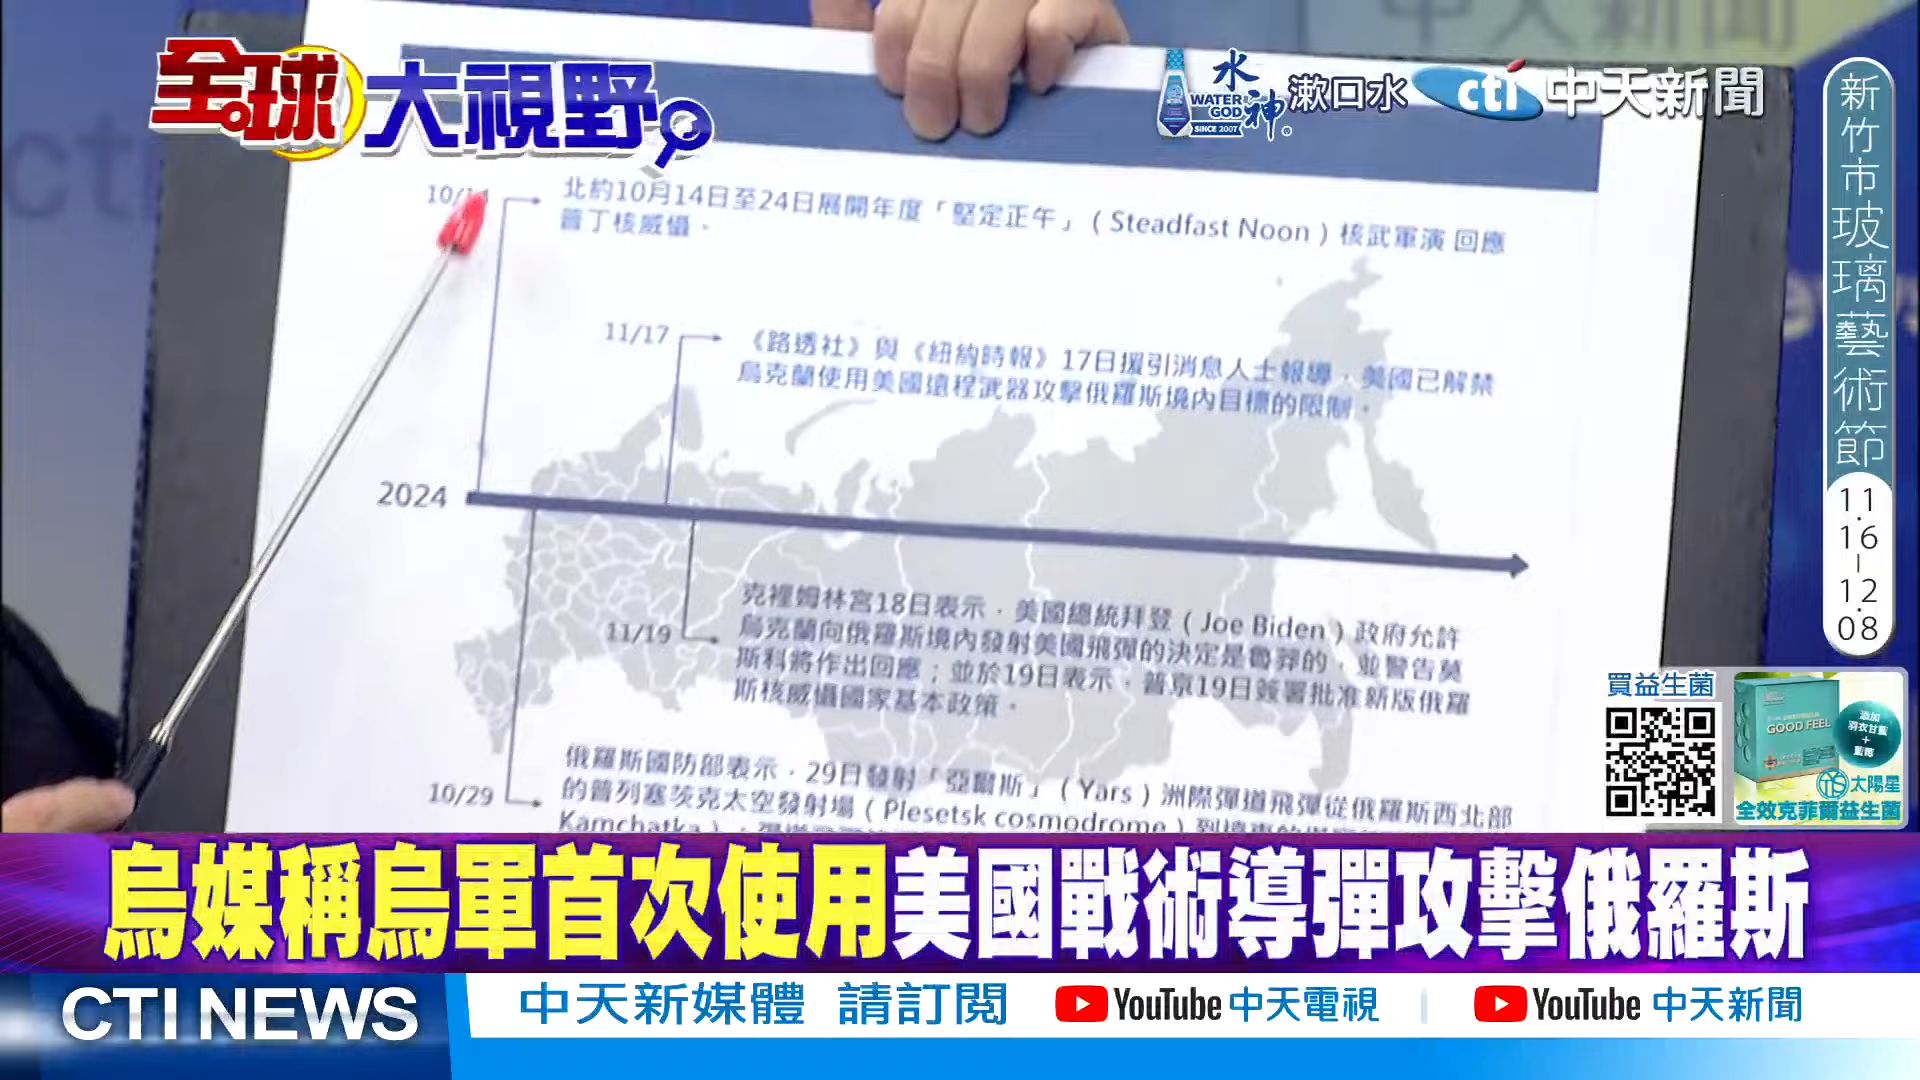 全球大視野
水神
WATER GOD
SINCE 2007
漱口水
cti 中天新聞
新竹市玻璃藝術節
11.16-12.08
北約10月14日至24日展開年度「堅定正午」(Steadfast Noon)核武軍演 回應
普丁核威懾。
11/17
《路透社》與《紐約時報》17日援引消息人士報導，美國已解禁
烏克蘭使用美國遠程武器攻擊俄羅斯境內目標的限制。
2024
11/19
克裡姆林宮18日表示，美國總統拜登(Joe Biden)政府允許
烏克蘭向俄羅斯境內發射美國飛彈的決定是魯莽的，並警告莫
斯科將作出回應；並於19日表示，普京19日簽署批准新版俄羅
斯核威懾國家基本政策。
10/29
俄羅斯國防部表示，29日發射「亞爾斯」(Yars)洲際彈道飛彈從俄羅斯西北部
的普列塞茨克太空發射場(Plesetsk cosmodrome)到遠東的
Kamchatka)
買益生菌
GOOD FEEL
添加
羽衣甘藍
+
藍莓
太陽星
全效克菲爾益生菌
烏媒稱烏軍首次使用美國戰術導彈攻擊俄羅斯
CTI NEWS
中天新媒體 請訂閱 YouTube 中天電視 | YouTube 中天新聞